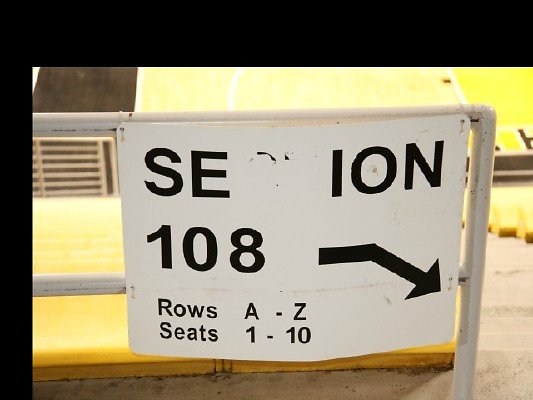 SE ION
108
Rows A - Z
Seats 1 - 10